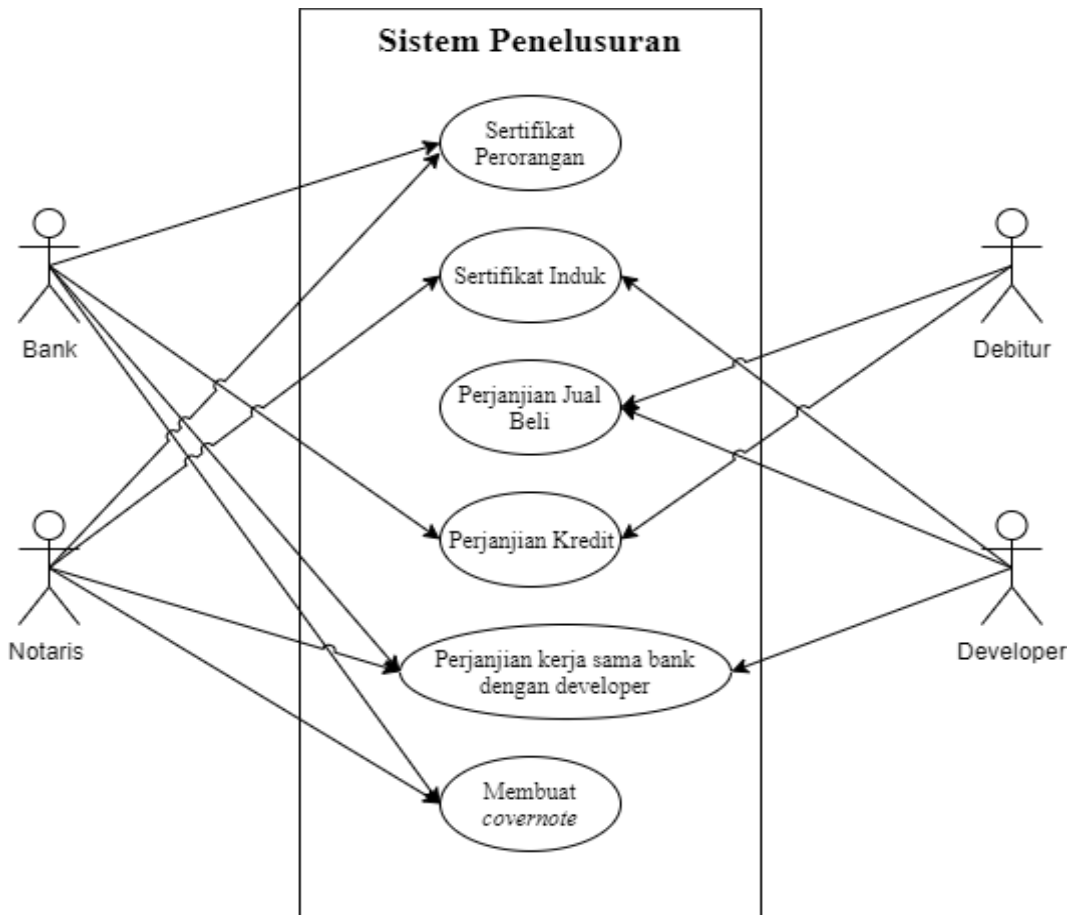 Sistem Penelusuran
Sertifikat
Perorangan
Sertifikat Induk
Bank
Debitur
Perjanjian Jual
Beli
Perjanjian Kredit
Notaris
Developer
Perjanjian kerja sama bank
dengan developer
Membuat
covernote